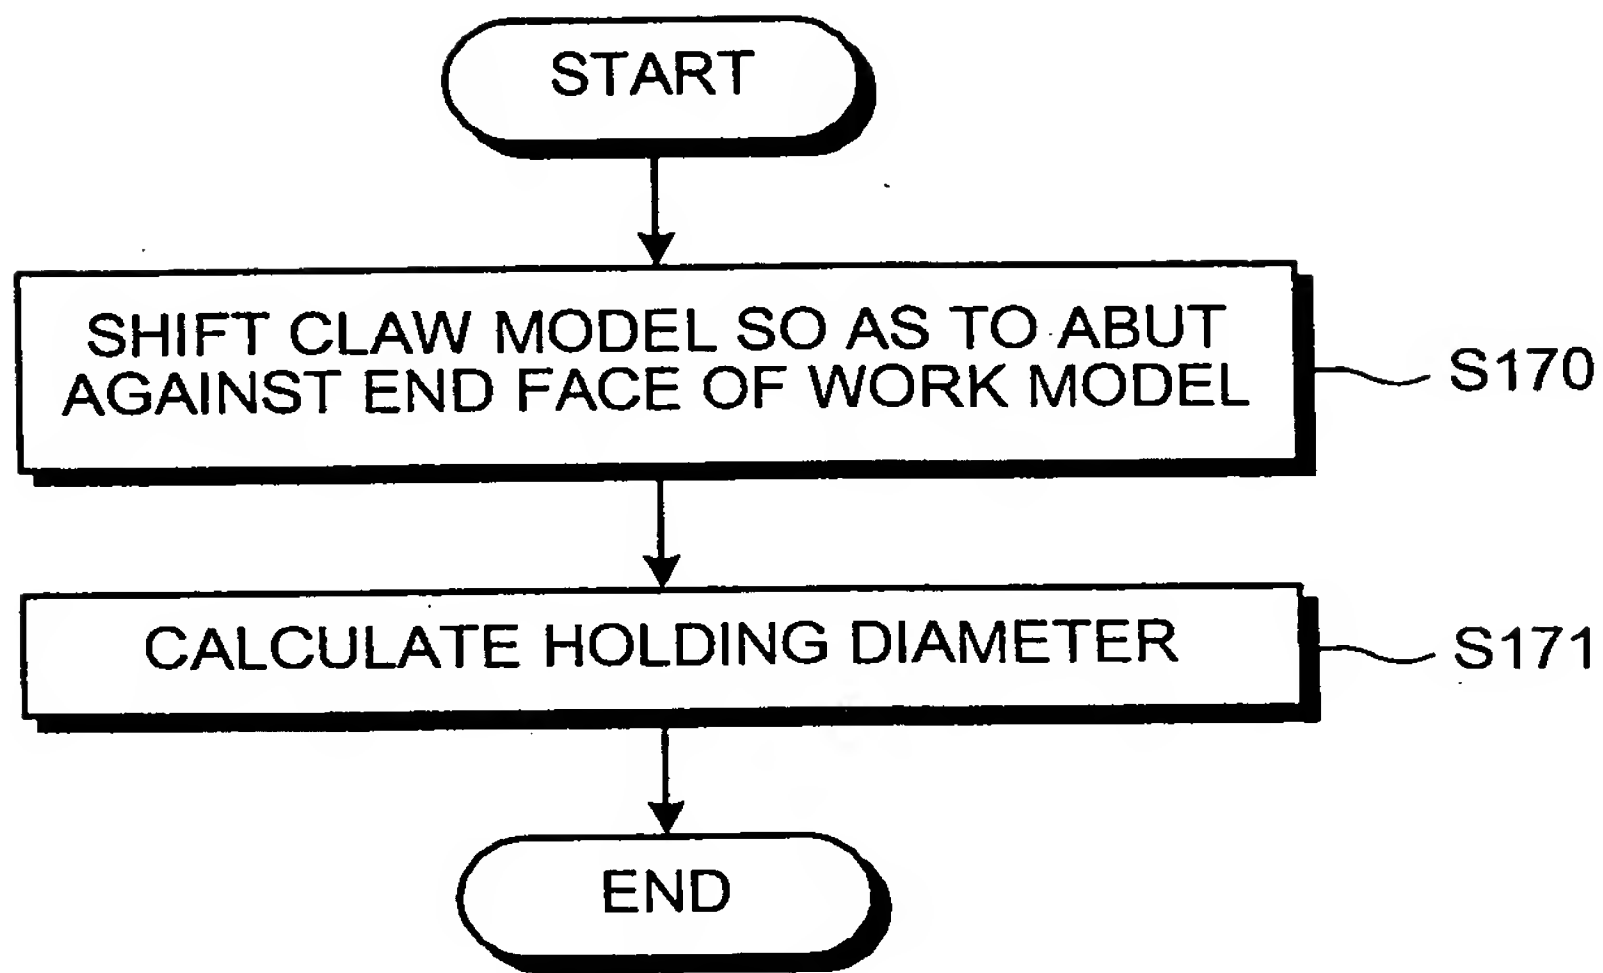 START
SHIFT CLAW MODEL SO AS TO ABUT
AGAINST END FACE OF WORK MODEL
S170
CALCULATE HOLDING DIAMETER
S171
END